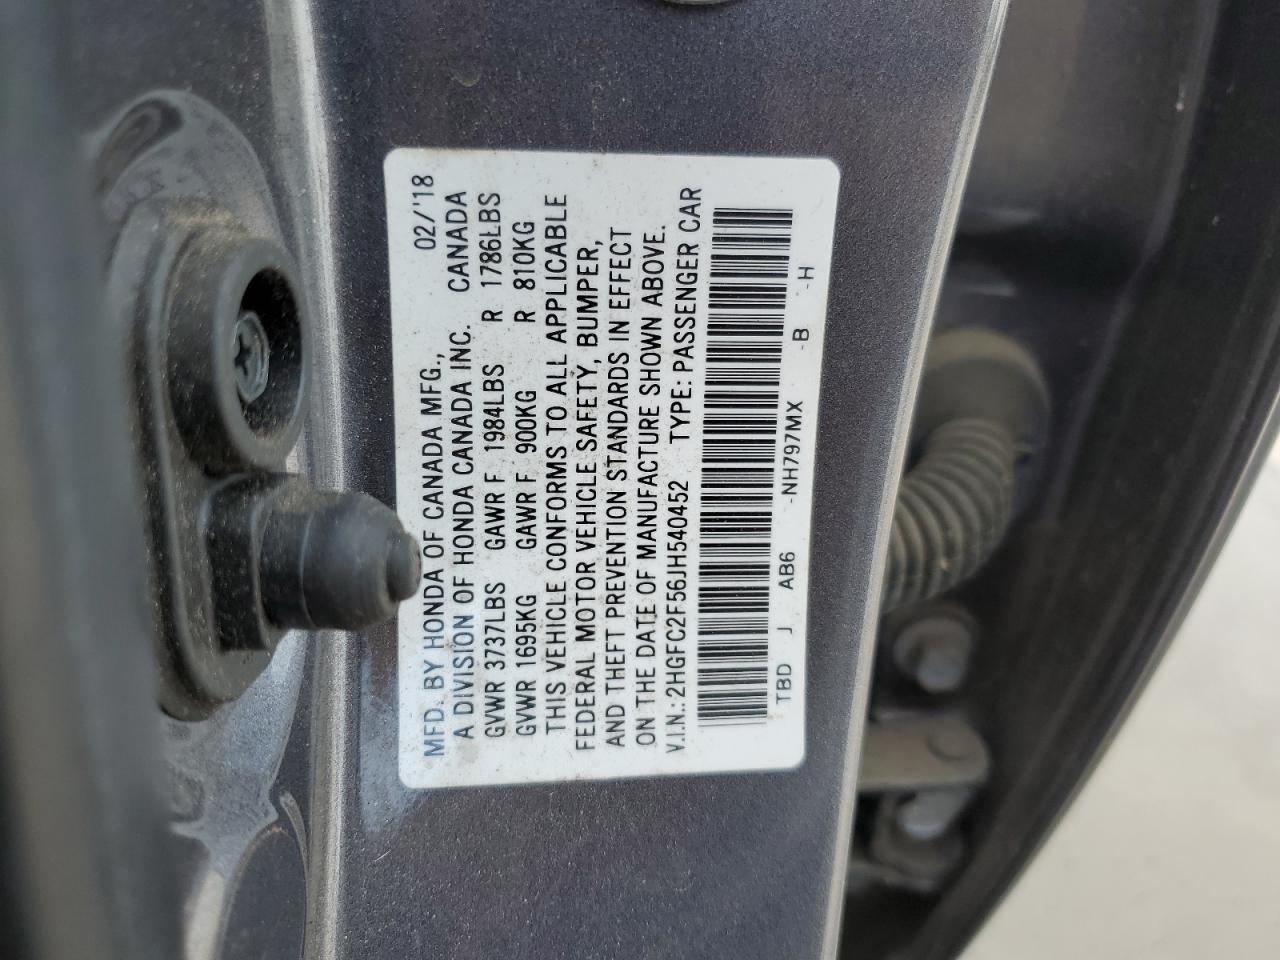 MFD. BY HONDA OF CANADA MFG., 02/'18
A DIVISION OF HONDA CANADA INC. CANADA
GVWR 3737LBS GAWR F 1984LBS R 1786LBS
GVWR 1695KG GAWR F 900KG R 810KG
THIS VEHICLE CONFORMS TO ALL APPLICABLE
FEDERAL MOTOR VEHICLE SAFETY, BUMPER,
AND THEFT PREVENTION STANDARDS IN EFFECT
ON THE DATE OF MANUFACTURE SHOWN ABOVE.
V.I.N.: 2HGFC2F56JH540452 TYPE: PASSENGER CAR
TBD J AB6 -NH797MX -B -H